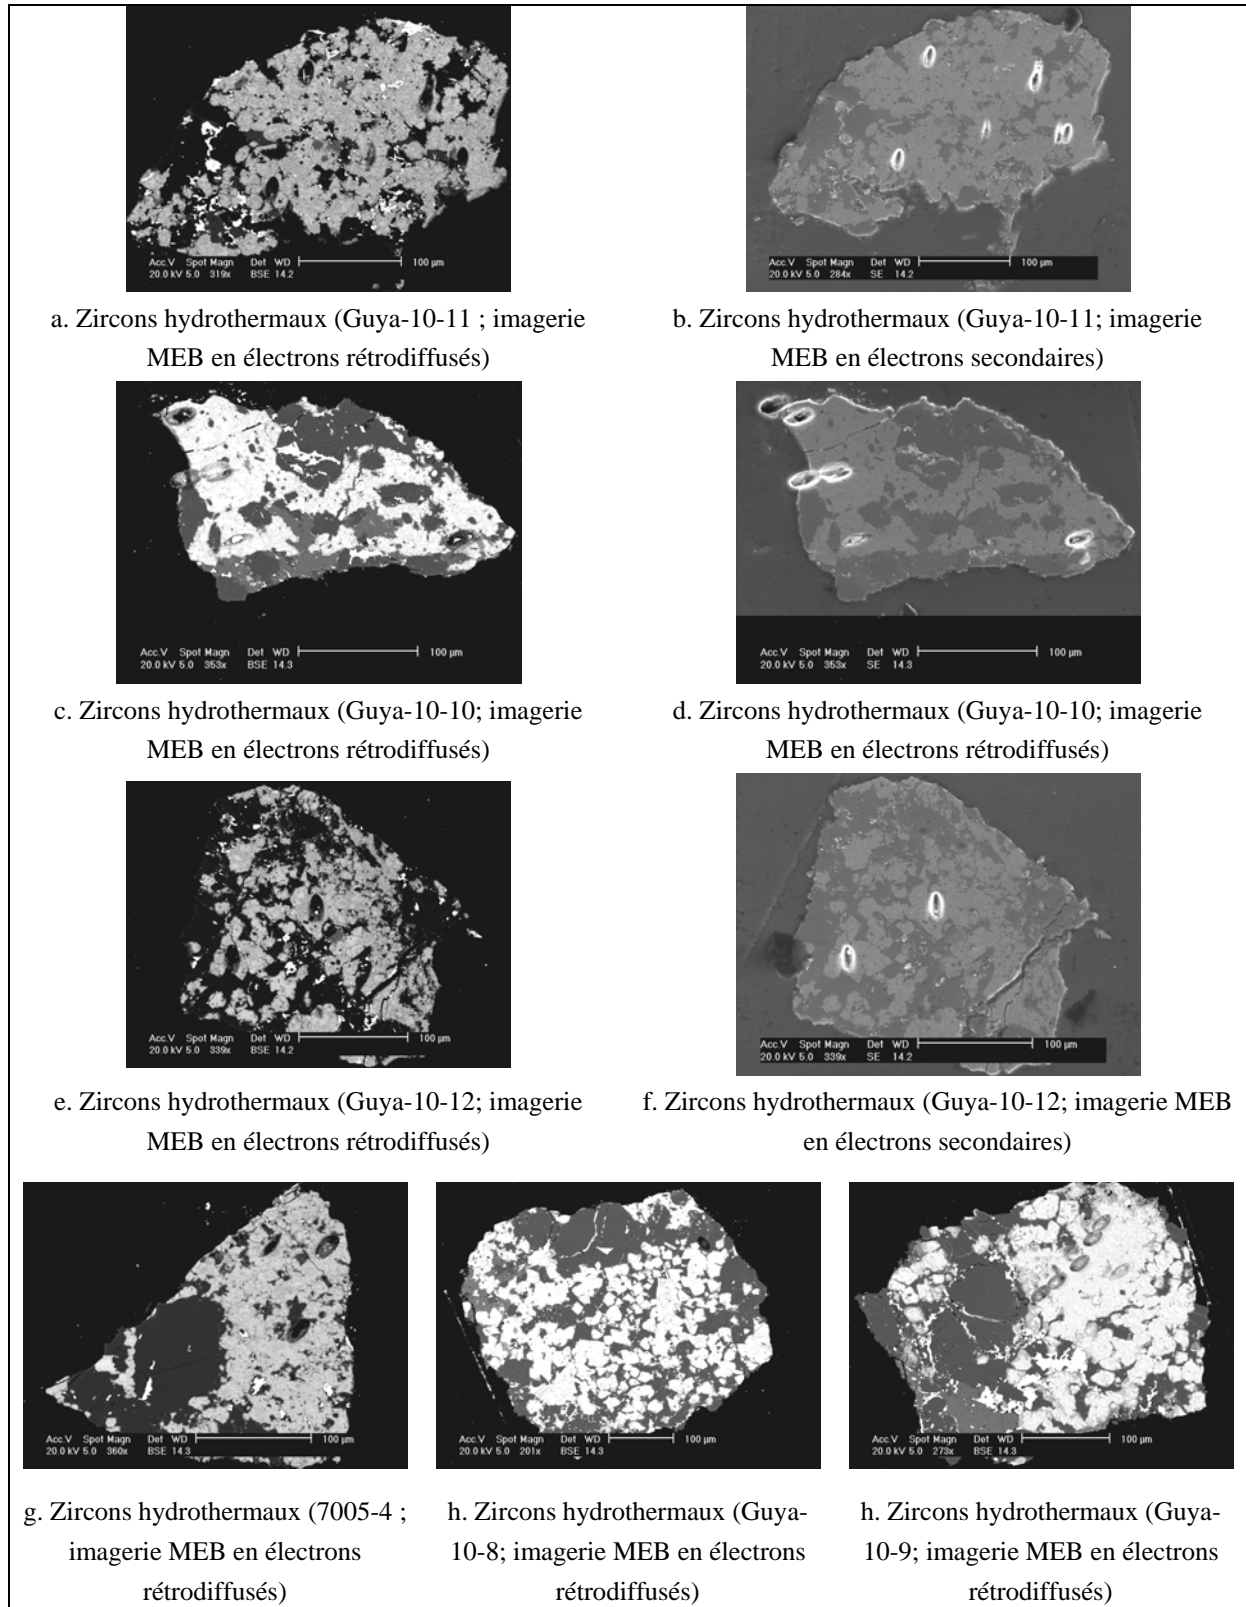 Acc.V Spot Magn Det WD 100 µm
20.0 kV 5.0 319x BSE 14.2
Acc.V Spot Magn Det WD 100 µm
20.0 kV 5.0 284x SE 14.2
a. Zircons hydrothermaux (Guya-10-11 ; imagerie
MEB en électrons rétrodiffusés)
b. Zircons hydrothermaux (Guya-10-11; imagerie
MEB en électrons secondaires)
Acc.V Spot Magn Det WD 100 µm
20.0 kV 5.0 353x BSE 14.3
Acc.V Spot Magn Det WD 100 µm
20.0 kV 5.0 353x SE 14.3
c. Zircons hydrothermaux (Guya-10-10; imagerie
MEB en électrons rétrodiffusés)
d. Zircons hydrothermaux (Guya-10-10; imagerie
MEB en électrons rétrodiffusés)
Acc.V Spot Magn Det WD 100 µm
20.0 kV 5.0 339x BSE 14.2
Acc.V Spot Magn Det WD 100 µm
20.0 kV 5.0 339x SE 14.2
e. Zircons hydrothermaux (Guya-10-12; imagerie
MEB en électrons rétrodiffusés)
f. Zircons hydrothermaux (Guya-10-12; imagerie MEB
en électrons secondaires)
Acc.V Spot Magn Det WD 100 µm
20.0 kV 5.0 360x BSE 14.3
Acc.V Spot Magn Det WD 100 µm
20.0 kV 5.0 201x BSE 14.3
Acc.V Spot Magn Det WD 100 µm
20.0 kV 5.0 273x BSE 14.3
g. Zircons hydrothermaux (7005-4 ;
imagerie MEB en électrons
rétrodiffusés)
h. Zircons hydrothermaux (Guya-
10-8; imagerie MEB en électrons
rétrodiffusés)
h. Zircons hydrothermaux (Guya-
10-9; imagerie MEB en électrons
rétrodiffusés)